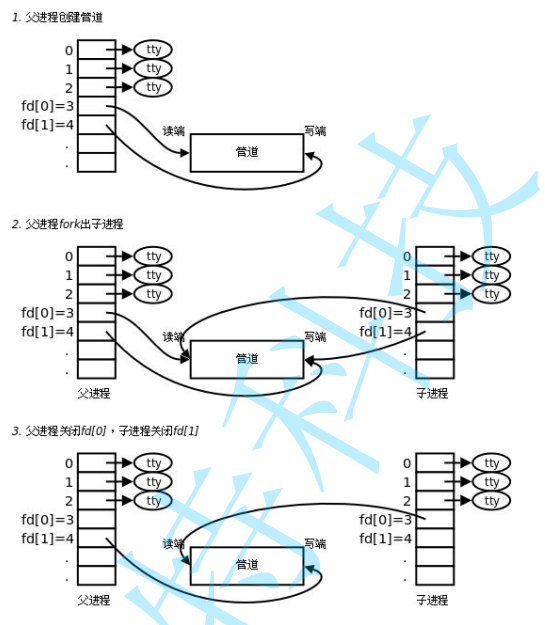 1. 父进程创建管道
0 tty
1 tty
2 tty
fd[0]=3
fd[1]=4
.
.
读端 写端
管道
2. 父进程fork出子进程
0 tty 0 tty
1 tty 1 tty
2 tty 2 tty
fd[0]=3 fd[0]=3
fd[1]=4 fd[1]=4
读端 写端
. .
管道
. .
父进程 子进程
3. 父进程关闭fd[0]，子进程关闭fd[1]
0 tty 0 tty
1 tty 1 tty
2 tty 2 tty
fd[0]=3 fd[0]=3
fd[1]=4 fd[1]=4
读端 写端
. .
管道
. .
父进程 子进程
科技